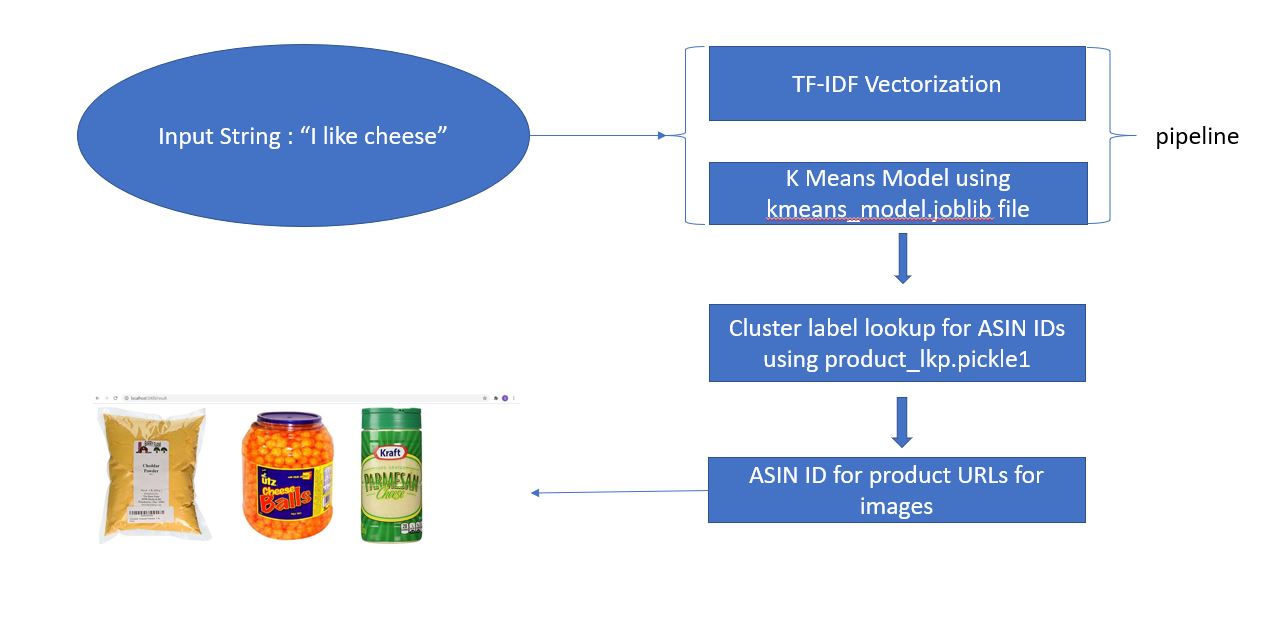 Input String : “I like cheese”
TF-IDF Vectorization
K Means Model using
kmeans_model.joblib file
pipeline
Cluster label lookup for ASIN IDs
using product_lkp.pickle1
ASIN ID for product URLs for
images
Cheddar
Powder
utz
Cheese
Balls
Kraft
PARMESAN
Cheese